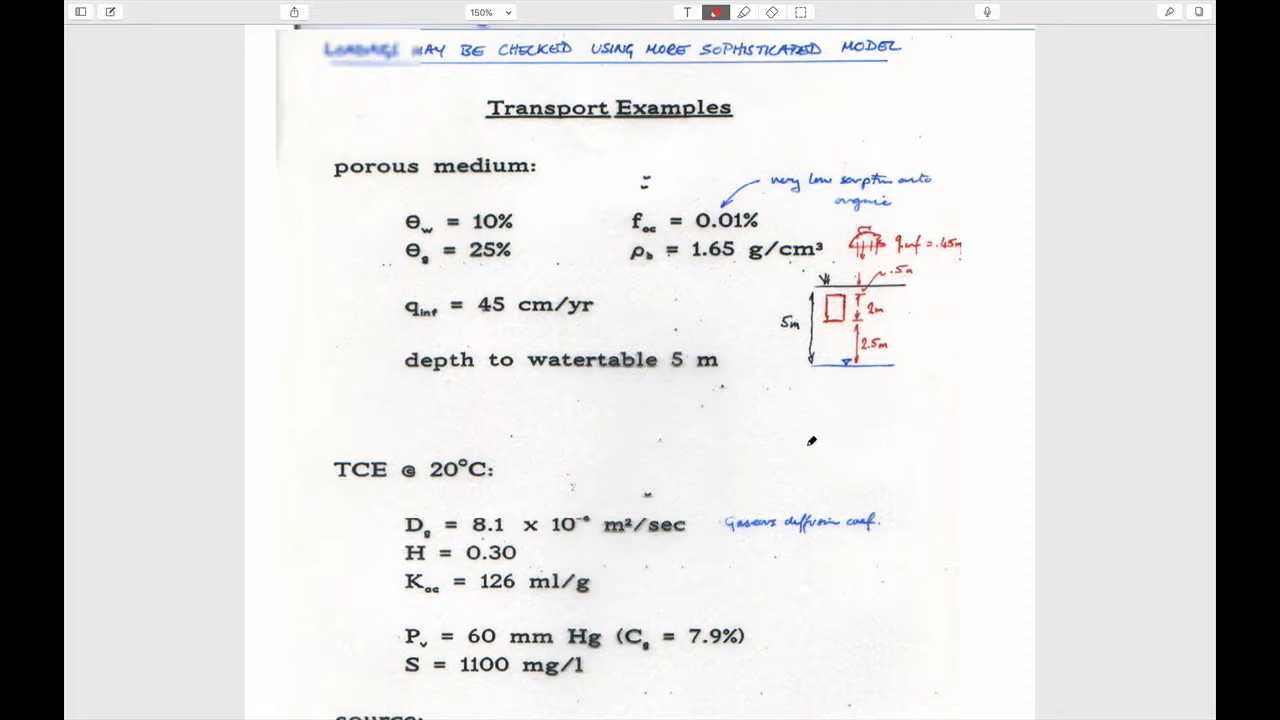 150%
T
MAY BE CHECKED USING MORE SOPHISTICATED MODEL
Transport Examples
porous medium:
very low sorption onto
organic
θw = 10%
foc = 0.01%
θg = 25%
ρb = 1.65 g/cm³
qinf = .45m
.5m
qinf = 45 cm/yr
2m
5m
2.5m
depth to watertable 5 m
TCE @ 20°C:
Dg = 8.1 x 10⁻⁶ m²/sec
Gaseous diffusion coef.
H = 0.30
Koc = 126 ml/g
Pv = 60 mm Hg (Cg = 7.9%)
S = 1100 mg/l
source: